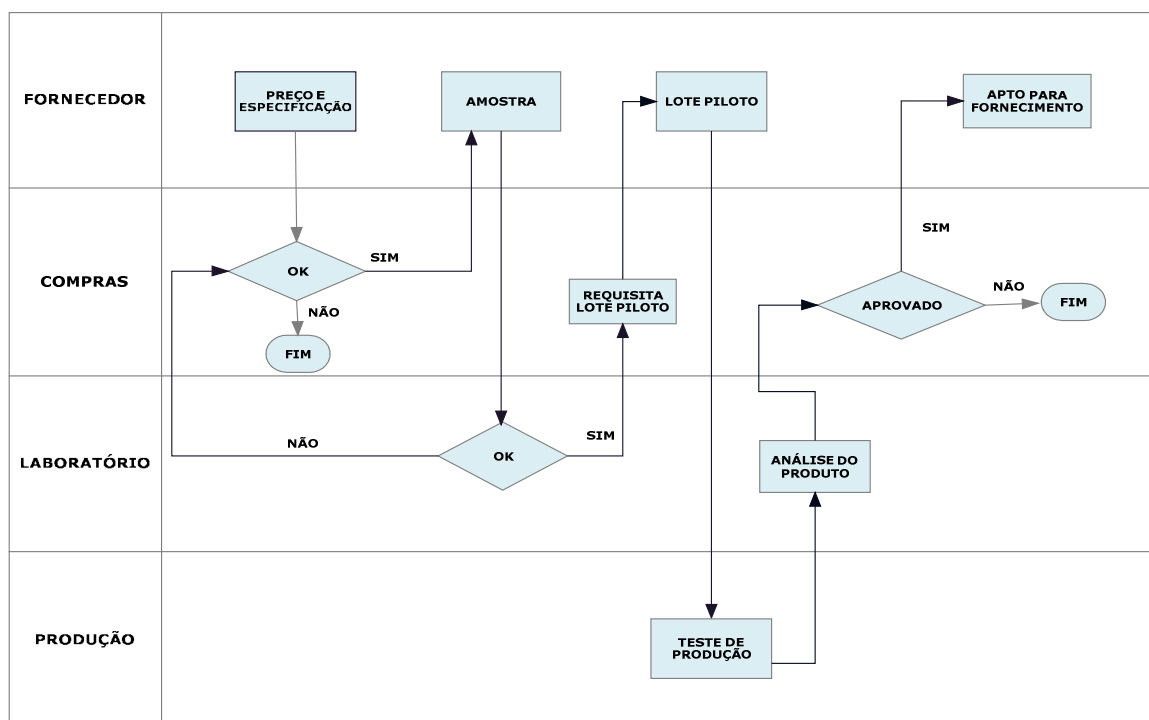 FORNECEDOR
PREÇO E
ESPECIFICAÇÃO
AMOSTRA
LOTE PILOTO
APTO PARA
FORNECIMENTO
COMPRAS
OK
SIM
NÃO
FIM
REQUISITA
LOTE PILOTO
SIM
APROVADO
NÃO
FIM
LABORATÓRIO
NÃO
OK
SIM
ANÁLISE DO
PRODUTO
PRODUÇÃO
TESTE DE
PRODUÇÃO